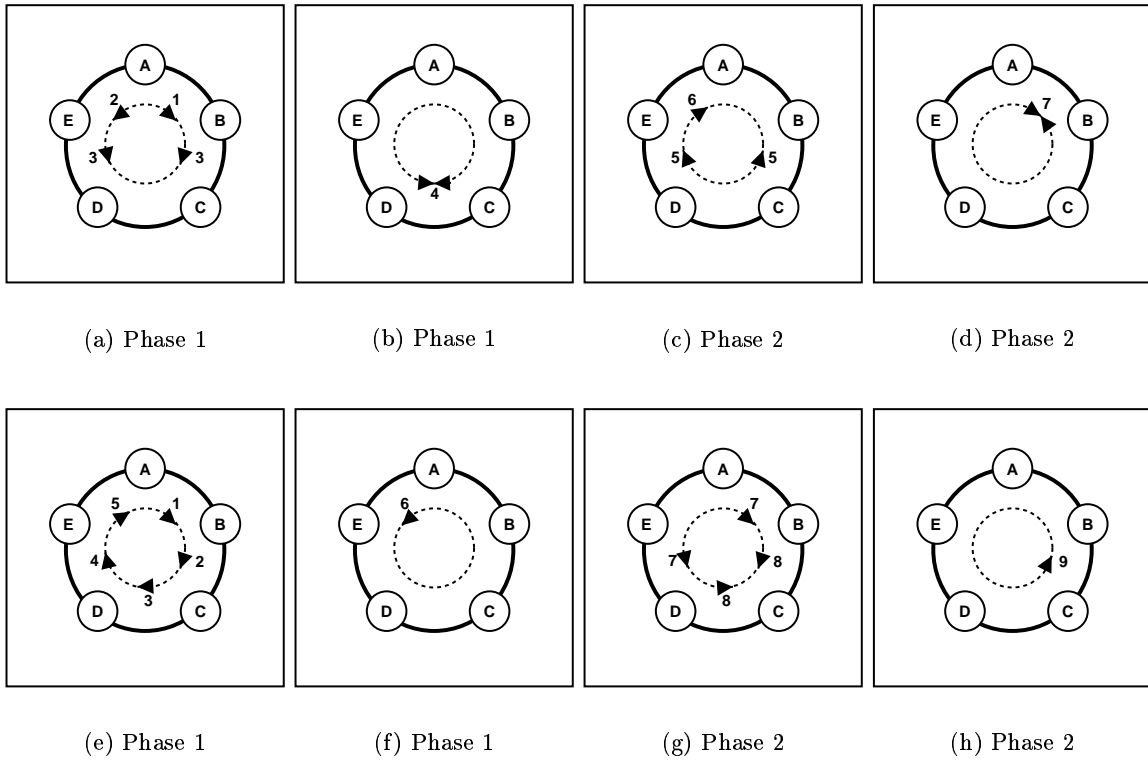 A
2 1
E B
3 3
D C
(a) Phase 1
A
E B
D C
4
(b) Phase 1
A
6
E B
5 5
D C
(c) Phase 2
A
7
E B
D C
(d) Phase 2
A
5 1
E B
4 2
3
D C
(e) Phase 1
A
6
E B
D C
(f) Phase 1
A
7
E B
7 8
8
D C
(g) Phase 2
A
E B
9
D C
(h) Phase 2